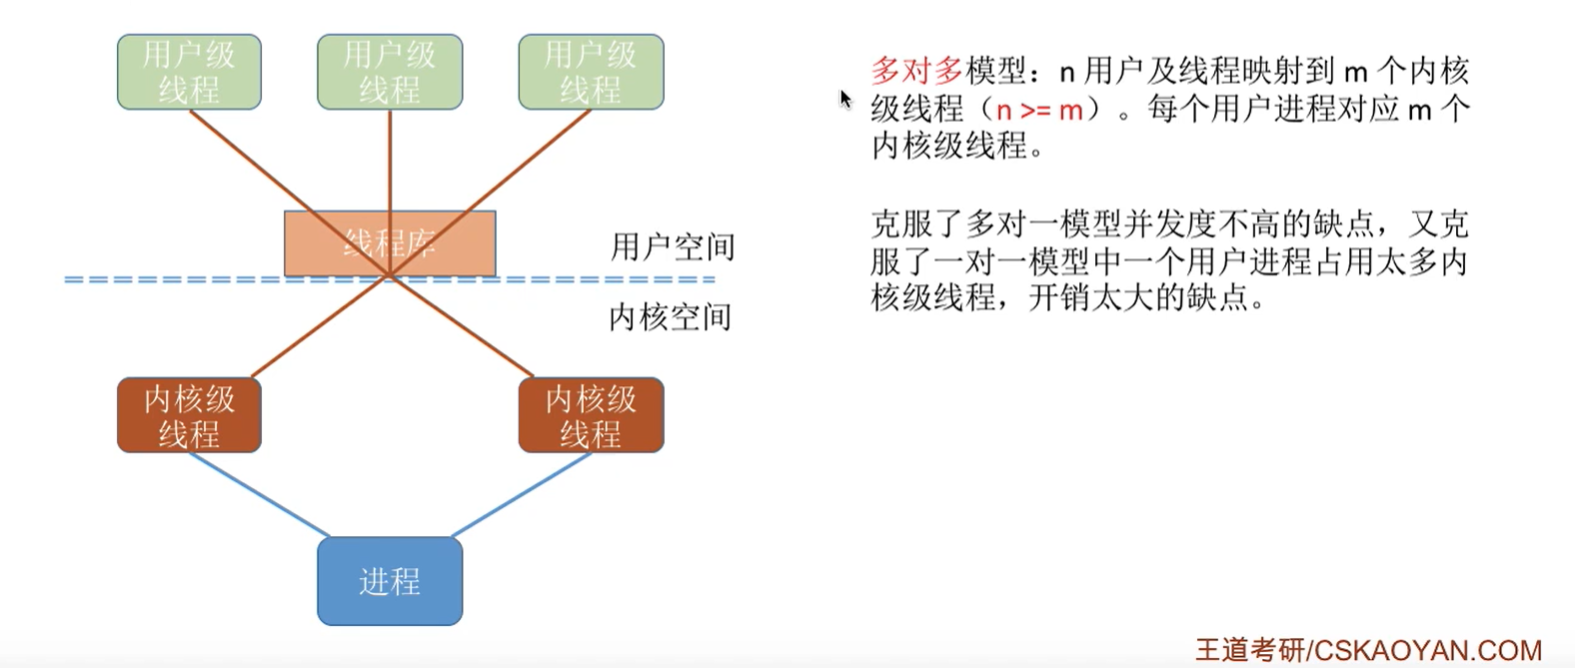 用户级
线程
用户级
线程
用户级
线程
线程库
用户空间
内核空间
内核级
线程
内核级
线程
进程
多对多模型：n 用户及线程映射到 m 个内核
级线程（n >= m）。每个用户进程对应 m 个
内核级线程。
克服了多对一模型并发度不高的缺点，又克
服了一对一模型中一个用户进程占用太多内
核级线程，开销太大的缺点。
王道考研/CSKAOYAN.COM